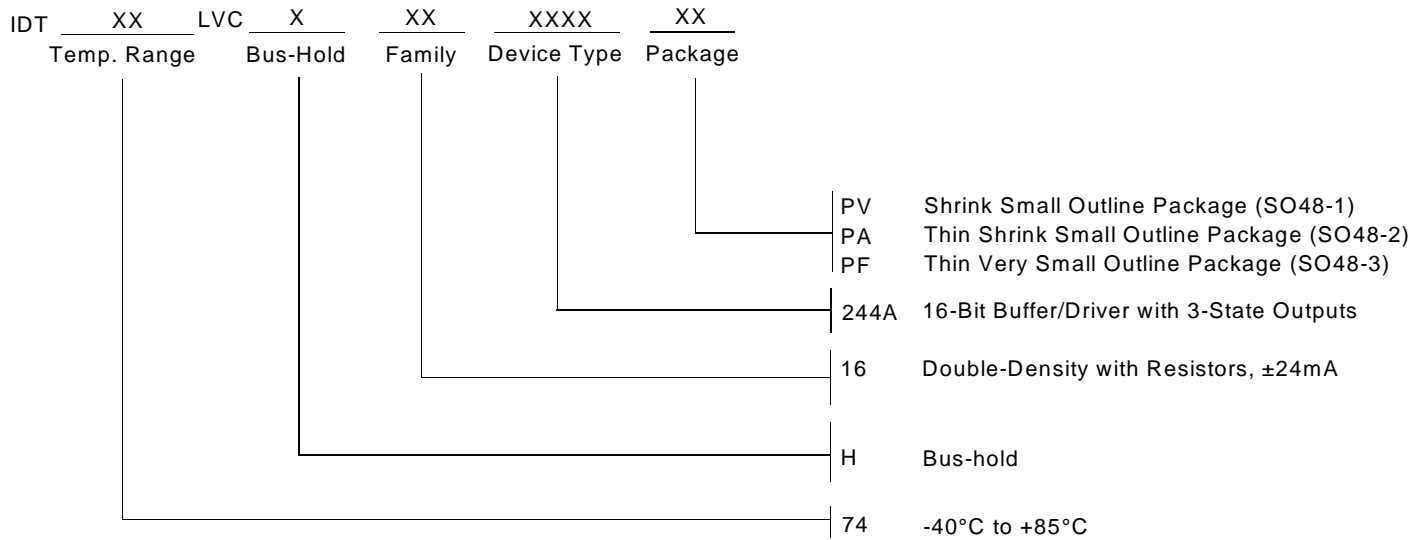 IDT XX LVC X XX XXXX XX
Temp. Range Bus-Hold Family Device Type Package
PV Shrink Small Outline Package (SO48-1)
PA Thin Shrink Small Outline Package (SO48-2)
PF Thin Very Small Outline Package (SO48-3)
244A 16-Bit Buffer/Driver with 3-State Outputs
16 Double-Density with Resistors, ±24mA
H Bus-hold
74 -40°C to +85°C